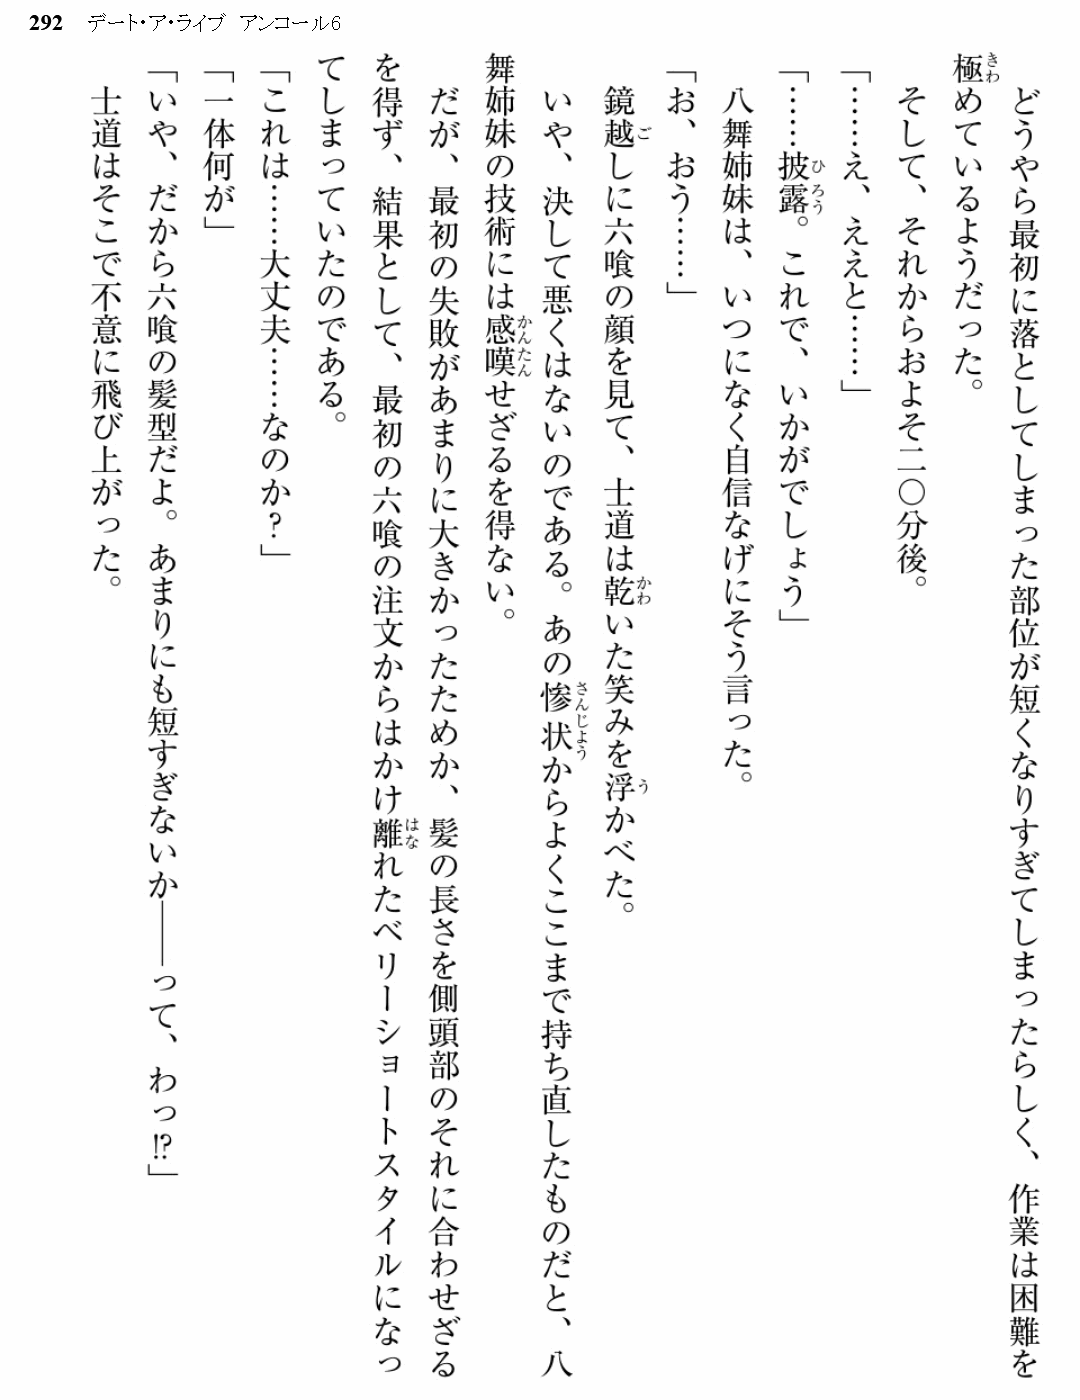 292 デート・ア・ライブ アンコール6
どうやら最初に落としてしまった部位が短くなりすぎてしまったらしく、作業は困難を
極めているようだった。
そして、それからおよそ二〇分後。
「……え、ええと……」
「……披露。これで、いかがでしょう」
八舞姉妹は、いつになく自信なげにそう言った。
「お、おう……」
鏡越しに六喰の顔を見て、士道は乾いた笑みを浮かべた。
いや、決して悪くはないのである。あの惨状からよくここまで持ち直したものだと、八
舞姉妹の技術には感嘆せざるを得ない。
だが、最初の失敗があまりに大きかったためか、髪の長さを側頭部のそれに合わせざる
を得ず、結果として、最初の六喰の注文からはかけ離れたベリーショートスタイルになっ
てしまっていたのである。
「これは……大丈夫……なのか？」
「一体何が」
「いや、だから六喰の髪型だよ。あまりにも短すぎないか――って、わっ!?」
士道はそこで不意に飛び上がった。